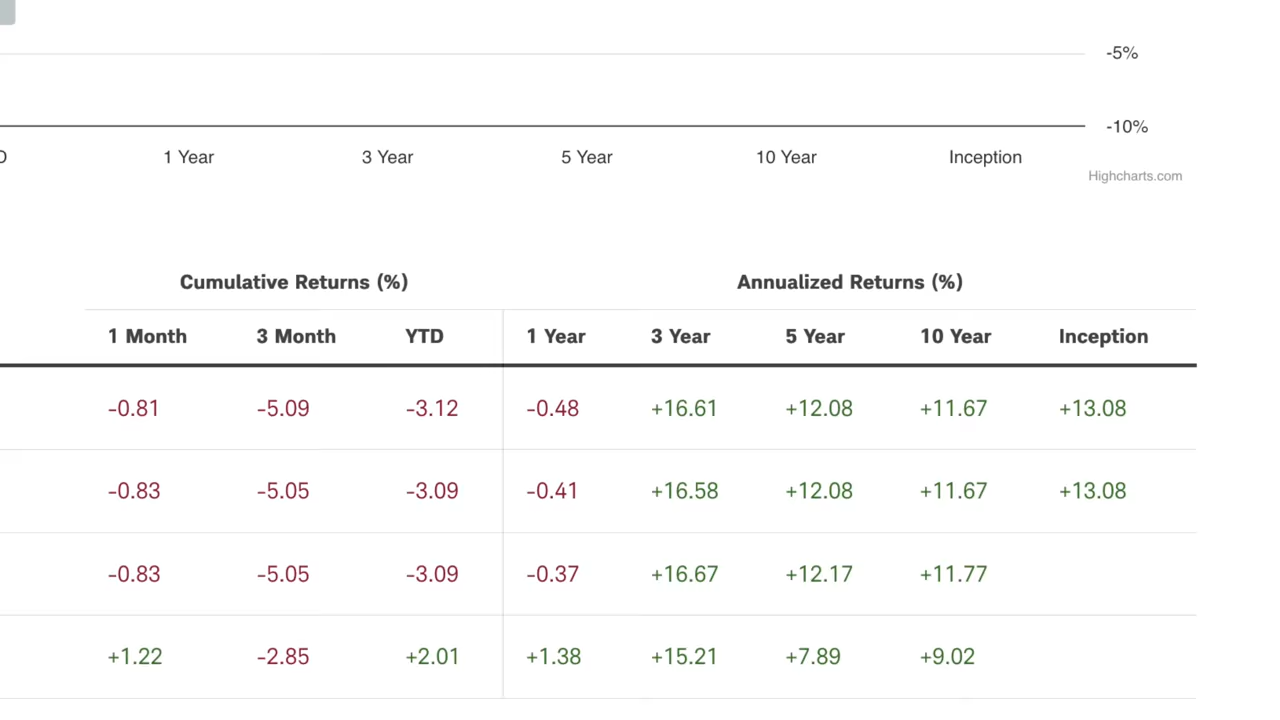 -5%
-10%
1 Year 3 Year 5 Year 10 Year Inception
Highcharts.com
Cumulative Returns (%) Annualized Returns (%)
1 Month 3 Month YTD 1 Year 3 Year 5 Year 10 Year Inception
-0.81 -5.09 -3.12 -0.48 +16.61 +12.08 +11.67 +13.08
-0.83 -5.05 -3.09 -0.41 +16.58 +12.08 +11.67 +13.08
-0.83 -5.05 -3.09 -0.37 +16.67 +12.17 +11.77
+1.22 -2.85 +2.01 +1.38 +15.21 +7.89 +9.02